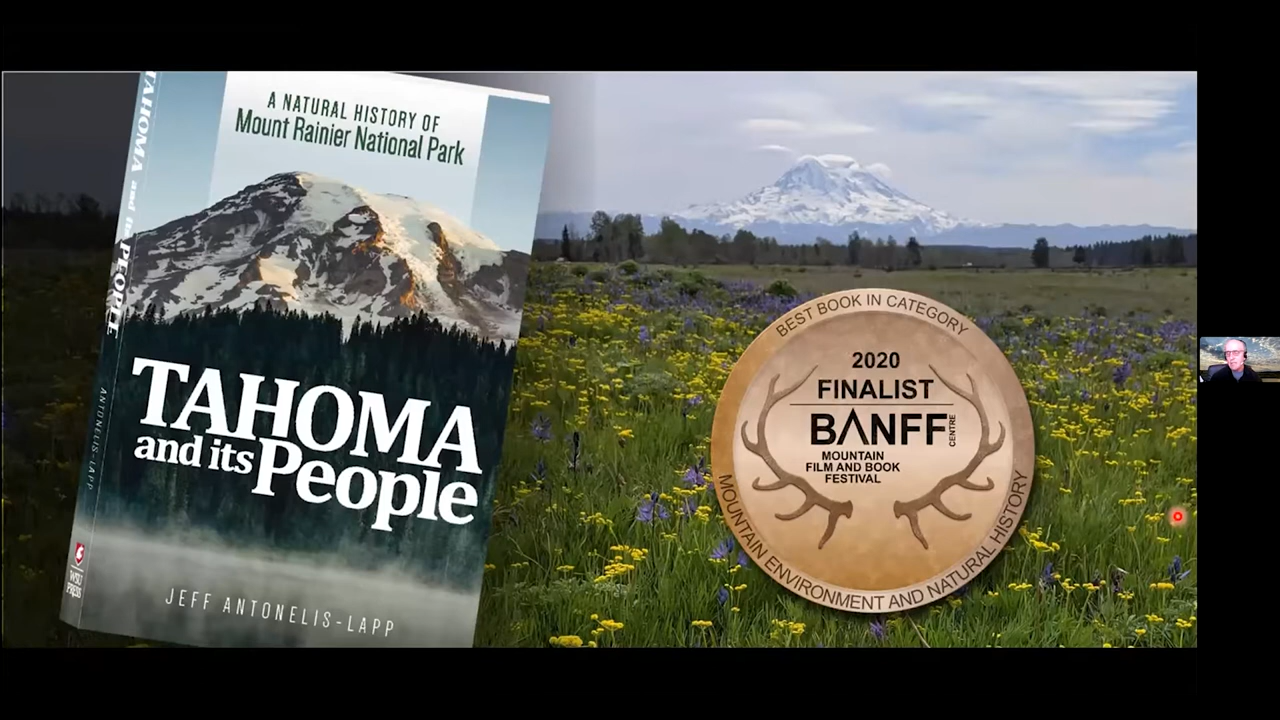 TAHOMA and its PEOPLE
ANTONELIS-LAPP
WSU
PRESS
A NATURAL HISTORY OF
Mount Rainier National Park
TAHOMA
and its People
JEFF ANTONELIS-LAPP
BEST BOOK IN CATEGORY
2020
FINALIST
BANFF
CENTRE
MOUNTAIN
FILM AND BOOK
FESTIVAL
MOUNTAIN ENVIRONMENT AND NATURAL HISTORY